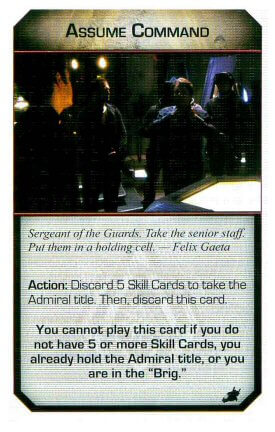 ASSUME COMMAND
Sergeant of the Guards. Take the senior staff.
Put them in a holding cell. — Felix Gaeta
Action: Discard 5 Skill Cards to take the
Admiral title. Then, discard this card.
You cannot play this card if you do
not have 5 or more Skill Cards, you
already hold the Admiral title, or you
are in the “Brig.”